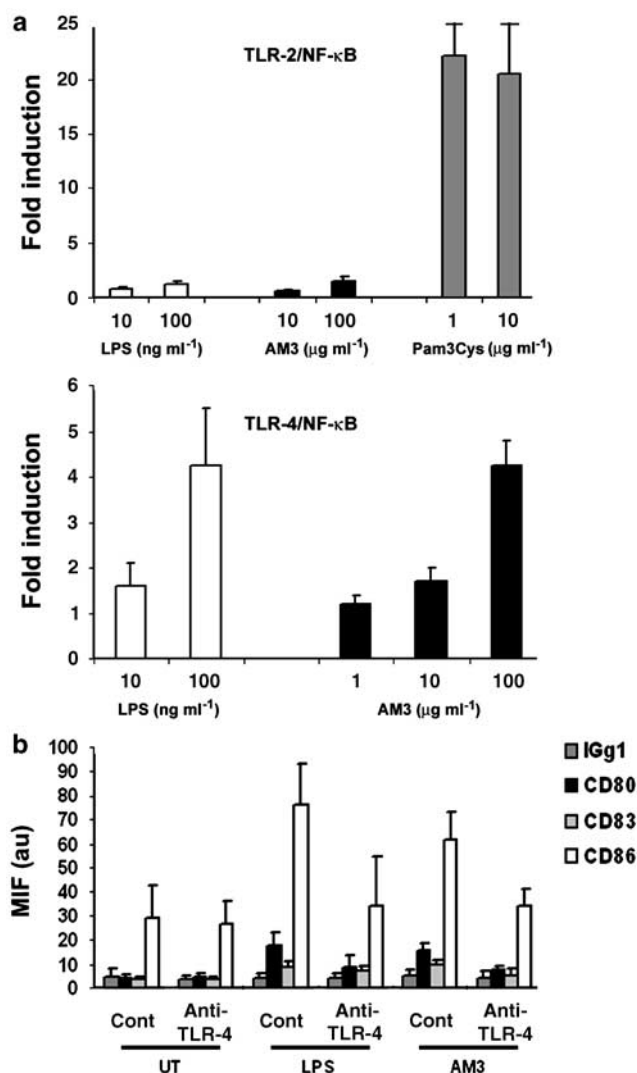 a
TLR-2/NF-κB
Fold induction
25
20
15
10
5
0
10 100 10 100 1 10
LPS (ng ml⁻¹) AM3 (μg ml⁻¹) Pam3Cys (μg ml⁻¹)
TLR-4/NF-κB
Fold induction
6
5
4
3
2
1
0
10 100 1 10 100
LPS (ng ml⁻¹) AM3 (μg ml⁻¹)
b
MIF (au)
100
90
80
70
60
50
40
30
20
10
0
IGg1
CD80
CD83
CD86
Cont Anti-TLR-4 Cont Anti-TLR-4 Cont Anti-TLR-4
UT LPS AM3